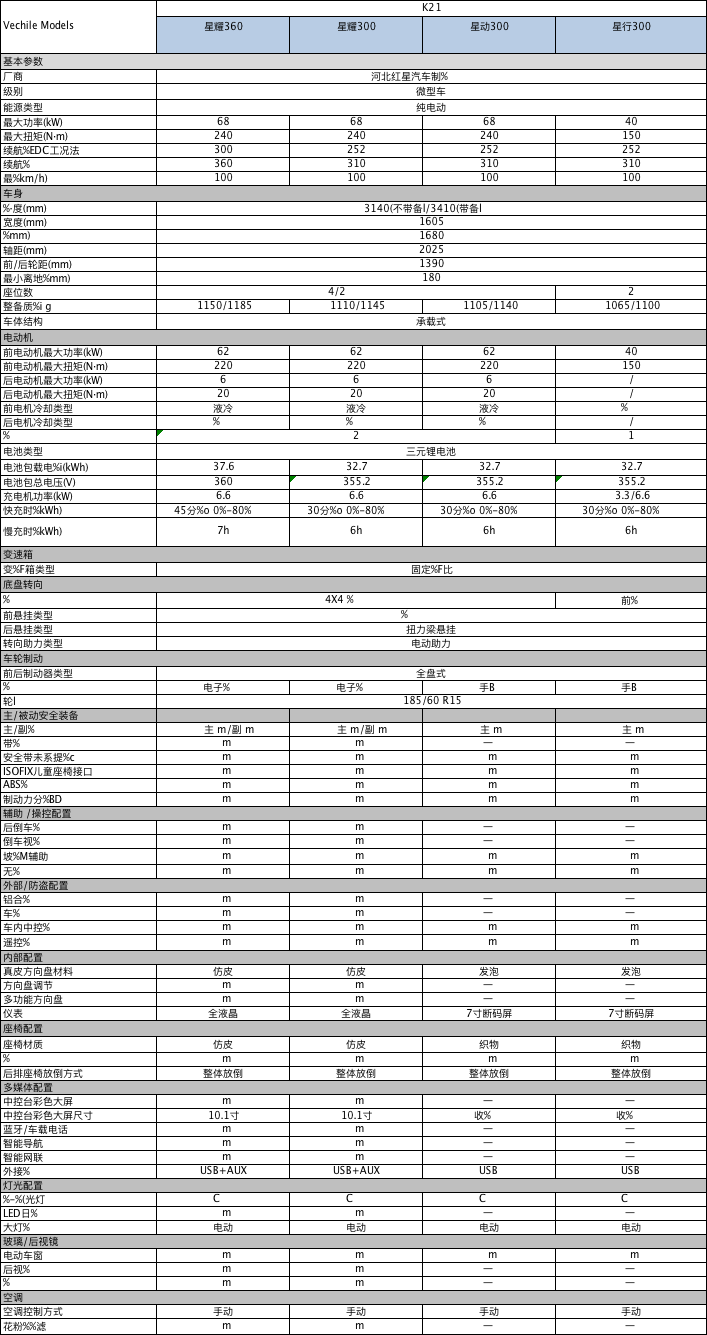 K21
Vechile Models 星耀360 星耀300 星动300 星行300
基本参数
厂商 河北红星汽车制%
级别 微型车
能源类型 纯电动
最大功率(kW) 68 68 68 40
最大扭矩(N·m) 240 240 240 150
续航%EDC工况法 300 252 252 252
续航% 360 310 310 310
最%km/h) 100 100 100 100
车身
%·度(mm) 3140(不带备l/3410(带备l
宽度(mm) 1605
%mm) 1680
轴距(mm) 2025
前/后轮距(mm) 1390
最小离地%mm) 180
座位数 4/2 2
整备质%i g 1150/1185 1110/1145 1105/1140 1065/1100
车体结构 承载式
电动机
前电动机最大功率(kW) 62 62 62 40
前电动机最大扭矩(N·m) 220 220 220 150
后电动机最大功率(kW) 6 6 6 /
后电动机最大扭矩(N·m) 20 20 20 /
前电机冷却类型 液冷 液冷 液冷 %
后电机冷却类型 % % % /
% 2 1
电池类型 三元锂电池
电池包载电%i(kWh) 37.6 32.7 32.7 32.7
电池包总电压(V) 360 355.2 355.2 355.2
充电机功率(kW) 6.6 6.6 6.6 3.3/6.6
快充时%kWh) 45分%o 0%–80% 30分%o 0%–80% 30分%o 0%–80% 30分%o 0%–80%
慢充时%kWh) 7h 6h 6h 6h
变速箱
变%F箱类型 固定%F比
底盘转向
% 4X4 % 前%
前悬挂类型 %
后悬挂类型 扭力梁悬挂
转向助力类型 电动助力
车轮制动
前后制动器类型 全盘式
% 电子% 电子% 手B 手B
轮l 185/60 R15
主/被动安全装备
主/副% 主 m/副 m 主 m/副 m 主 m 主 m
带% m m — —
安全带未系提%c m m m m
ISOFIX儿童座椅接口 m m m m
ABS% m m m m
制动力分%BD m m m m
辅助 /操控配置
后倒车% m m — —
倒车视% m m — —
坡%M辅助 m m m m
无% m m m m
外部/防盗配置
铝合% m m — —
车% m m — —
车内中控% m m m m
遥控% m m m m
内部配置
真皮方向盘材料 仿皮 仿皮 发泡 发泡
方向盘调节 m m — —
多功能方向盘 m m — —
仪表 全液晶 全液晶 7寸断码屏 7寸断码屏
座椅配置
座椅材质 仿皮 仿皮 织物 织物
% m m m m
后排座椅放倒方式 整体放倒 整体放倒 整体放倒 整体放倒
多媒体配置
中控台彩色大屏 m m — —
中控台彩色大屏尺寸 10.1寸 10.1寸 收% 收%
蓝牙/车载电话 m m — —
智能导航 m m — —
智能网联 m m — —
外接% USB+AUX USB+AUX USB USB
灯光配置
%–%(光灯 C C C C
LED日% m m — —
大灯% 电动 电动 电动 电动
玻璃/后视镜
电动车窗 m m m m
后视% m m — —
% m m — —
空调
空调控制方式 手动 手动 手动 手动
花粉%%滤 m m — —